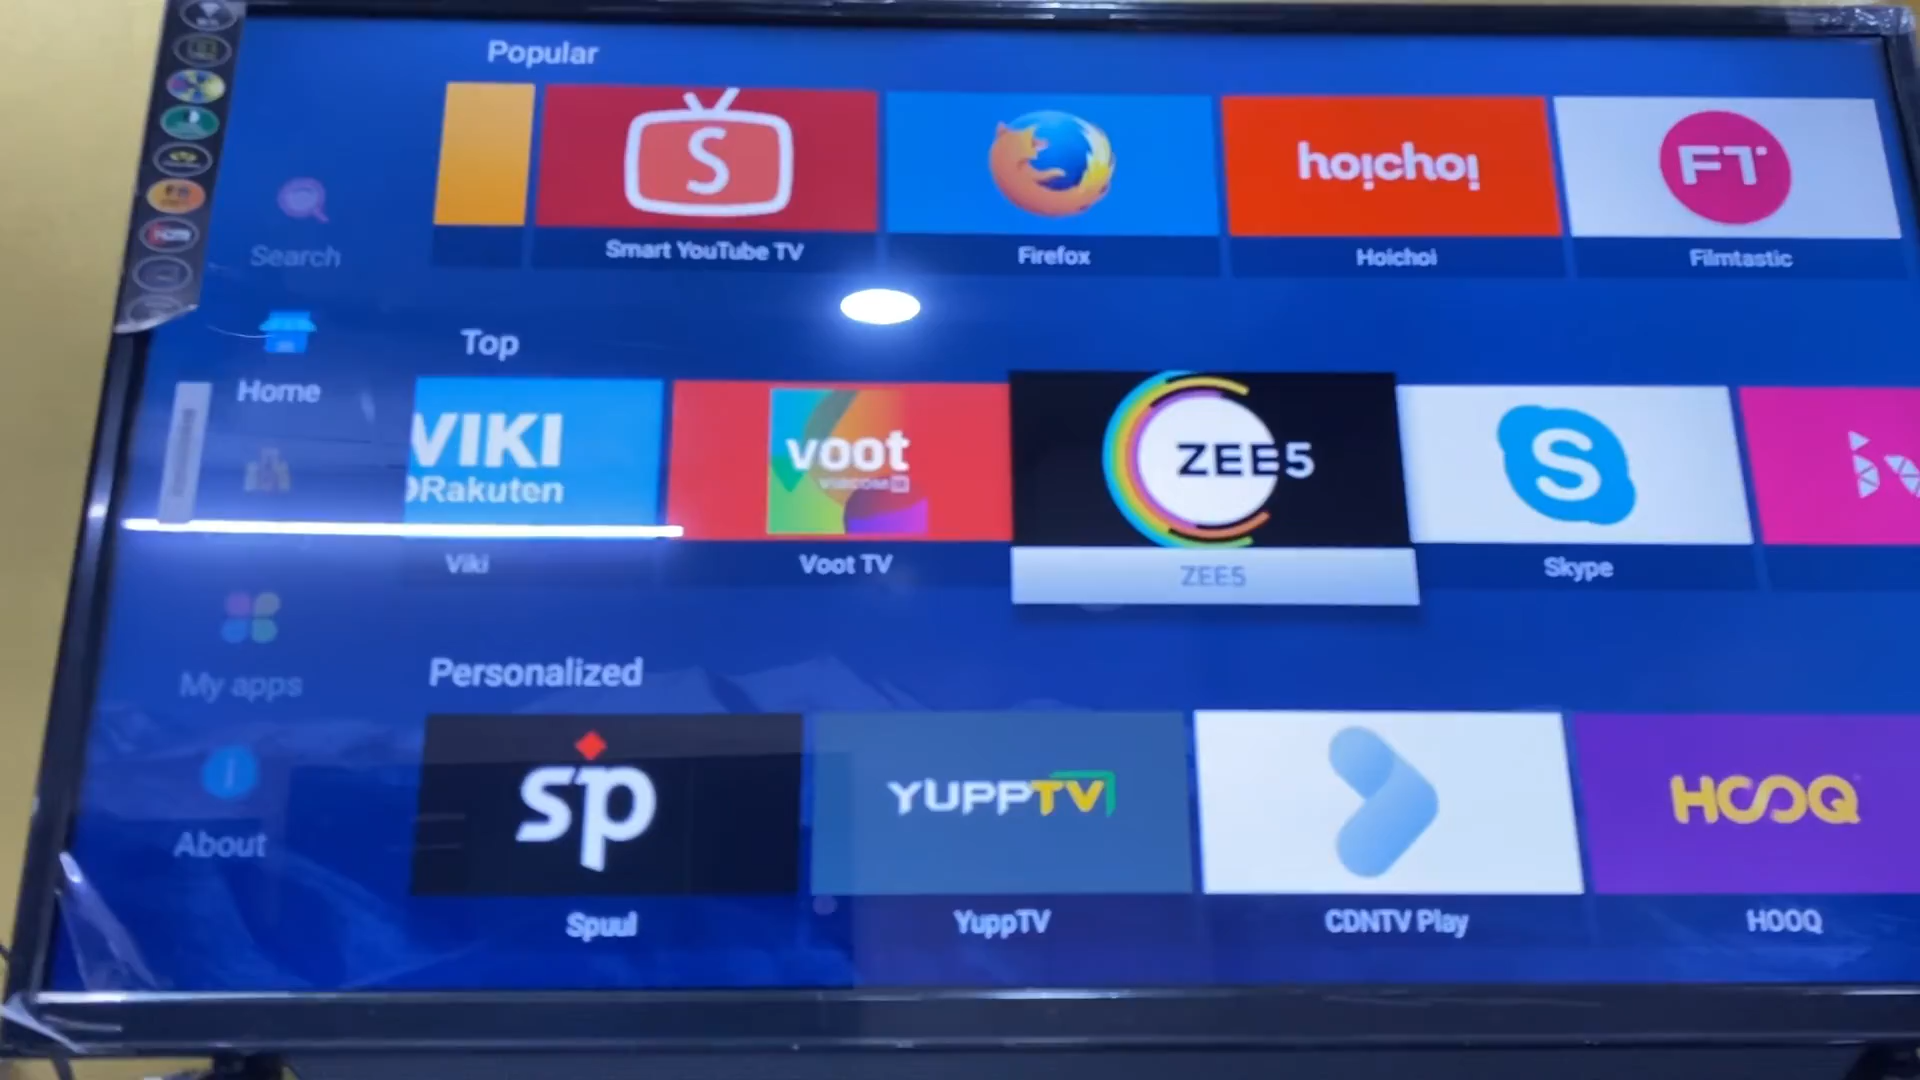 Popular
S
hoichoi
FT
Smart YouTube TV
Firefox
Hoichoi
Filmtastic
Search
Top
Home
VIKI
Rakuten
voot
VIACOM18
ZEE5
S
Viki
Voot TV
ZEE5
Skype
My apps
Personalized
sp
YUPPTV
HOOQ
About
Spuul
YuppTV
CDNTV Play
HOOQ